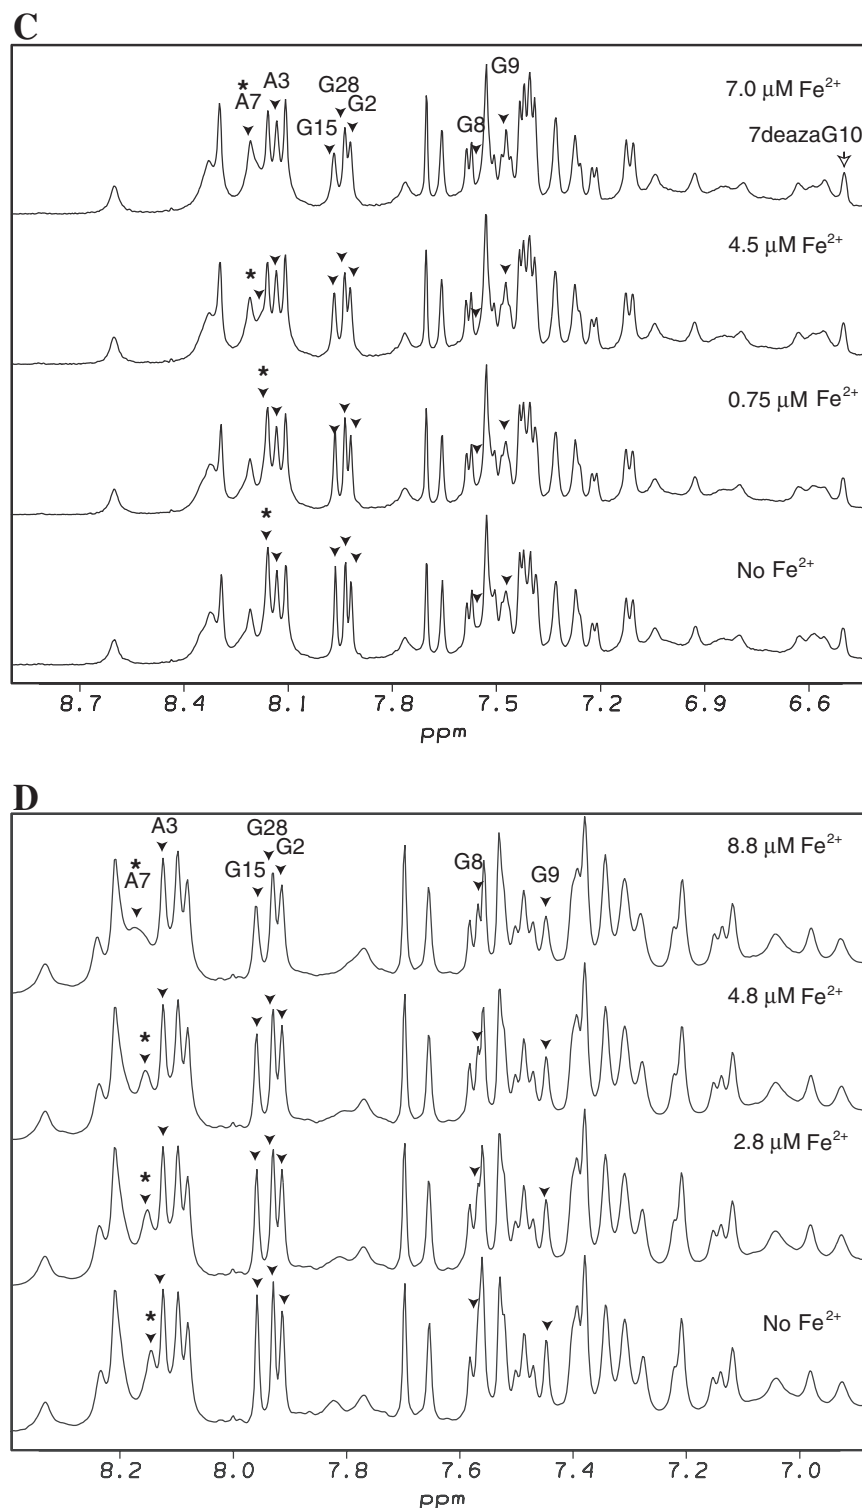 C
* A3 G28 G9 7.0 µM Fe2+
A7 G2
G15 G8 7deazaG10
4.5 µM Fe2+
*
* 0.75 µM Fe2+
*
No Fe2+
8.7 8.4 8.1 7.8 7.5 7.2 6.9 6.6
ppm
D
A3 G28 8.8 µM Fe2+
* G2
A7 G15 G8 G9
4.8 µM Fe2+
*
2.8 µM Fe2+
*
No Fe2+
*
8.2 8.0 7.8 7.6 7.4 7.2 7.0
ppm